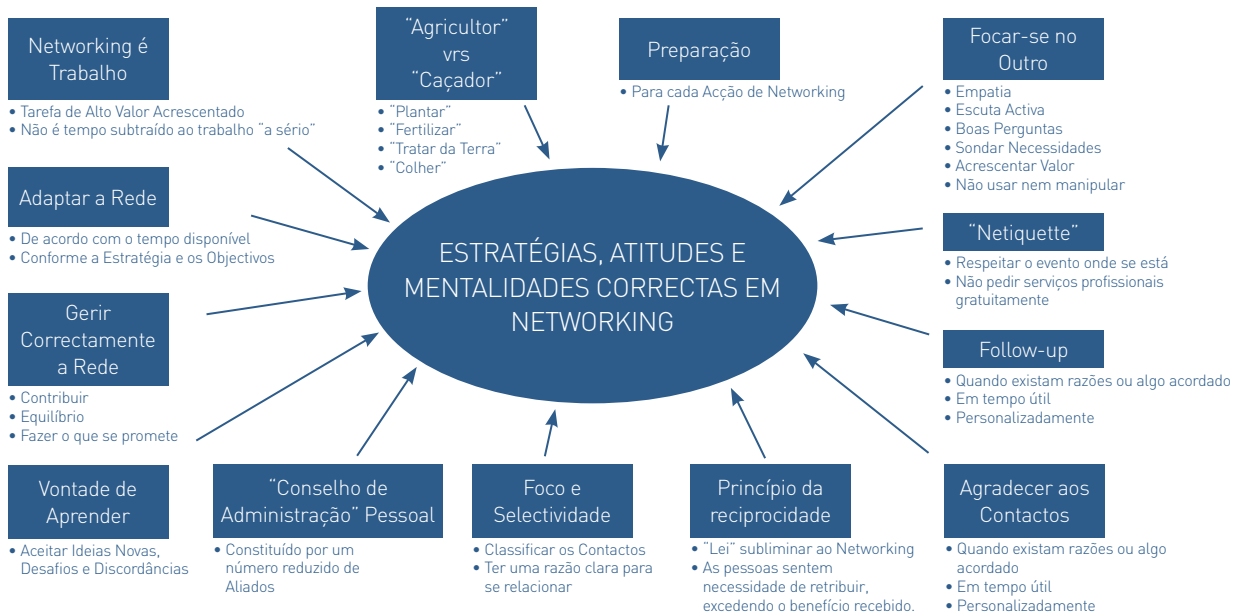 Networking é
Trabalho
• Tarefa de Alto Valor Acrescentado
• Não é tempo subtraído ao trabalho “a sério”
“Agricultor”
vrs
“Caçador”
• “Plantar”
• “Fertilizar”
• “Tratar da Terra”
• “Colher”
Preparação
• Para cada Acção de Networking
Focar-se no
Outro
• Empatia
• Escuta Activa
• Boas Perguntas
• Sondar Necessidades
• Acrescentar Valor
• Não usar nem manipular
Adaptar a Rede
• De acordo com o tempo disponível
• Conforme a Estratégia e os Objectivos
ESTRATÉGIAS, ATITUDES E
MENTALIDADES CORRECTAS EM
NETWORKING
“Netiquette”
• Respeitar o evento onde se está
• Não pedir serviços profissionais
gratuitamente
Gerir
Correctamente
a Rede
• Contribuir
• Equilíbrio
• Fazer o que se promete
Follow-up
• Quando existam razões ou algo acordado
• Em tempo útil
• Personalizadamente
Vontade de
Aprender
• Aceitar Ideias Novas,
Desafios e Discordâncias
“Conselho de
Administração” Pessoal
• Constituído por um
número reduzido de
Aliados
Foco e
Selectividade
• Classificar os Contactos
• Ter uma razão clara para
se relacionar
Princípio da
reciprocidade
• “Lei” subliminar ao Networking
• As pessoas sentem
necessidade de retribuir,
excedendo o benefício recebido.
Agradecer aos
Contactos
• Quando existam razões ou algo
acordado
• Em tempo útil
• Personalizadamente